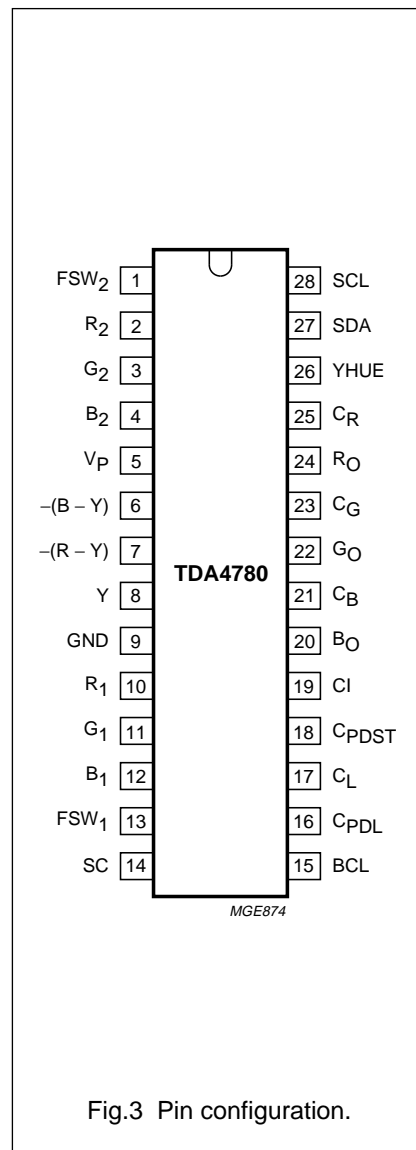 FSW2 1 28 SCL
R2 2 27 SDA
G2 3 26 YHUE
B2 4 25 CR
VP 5 24 RO
−(B − Y) 6 23 CG
−(R − Y) 7 22 GO
TDA4780
Y 8 21 CB
GND 9 20 BO
R1 10 19 CI
G1 11 18 CPDST
B1 12 17 CL
FSW1 13 16 CPDL
SC 14 15 BCL
MGE874
Fig.3 Pin configuration.